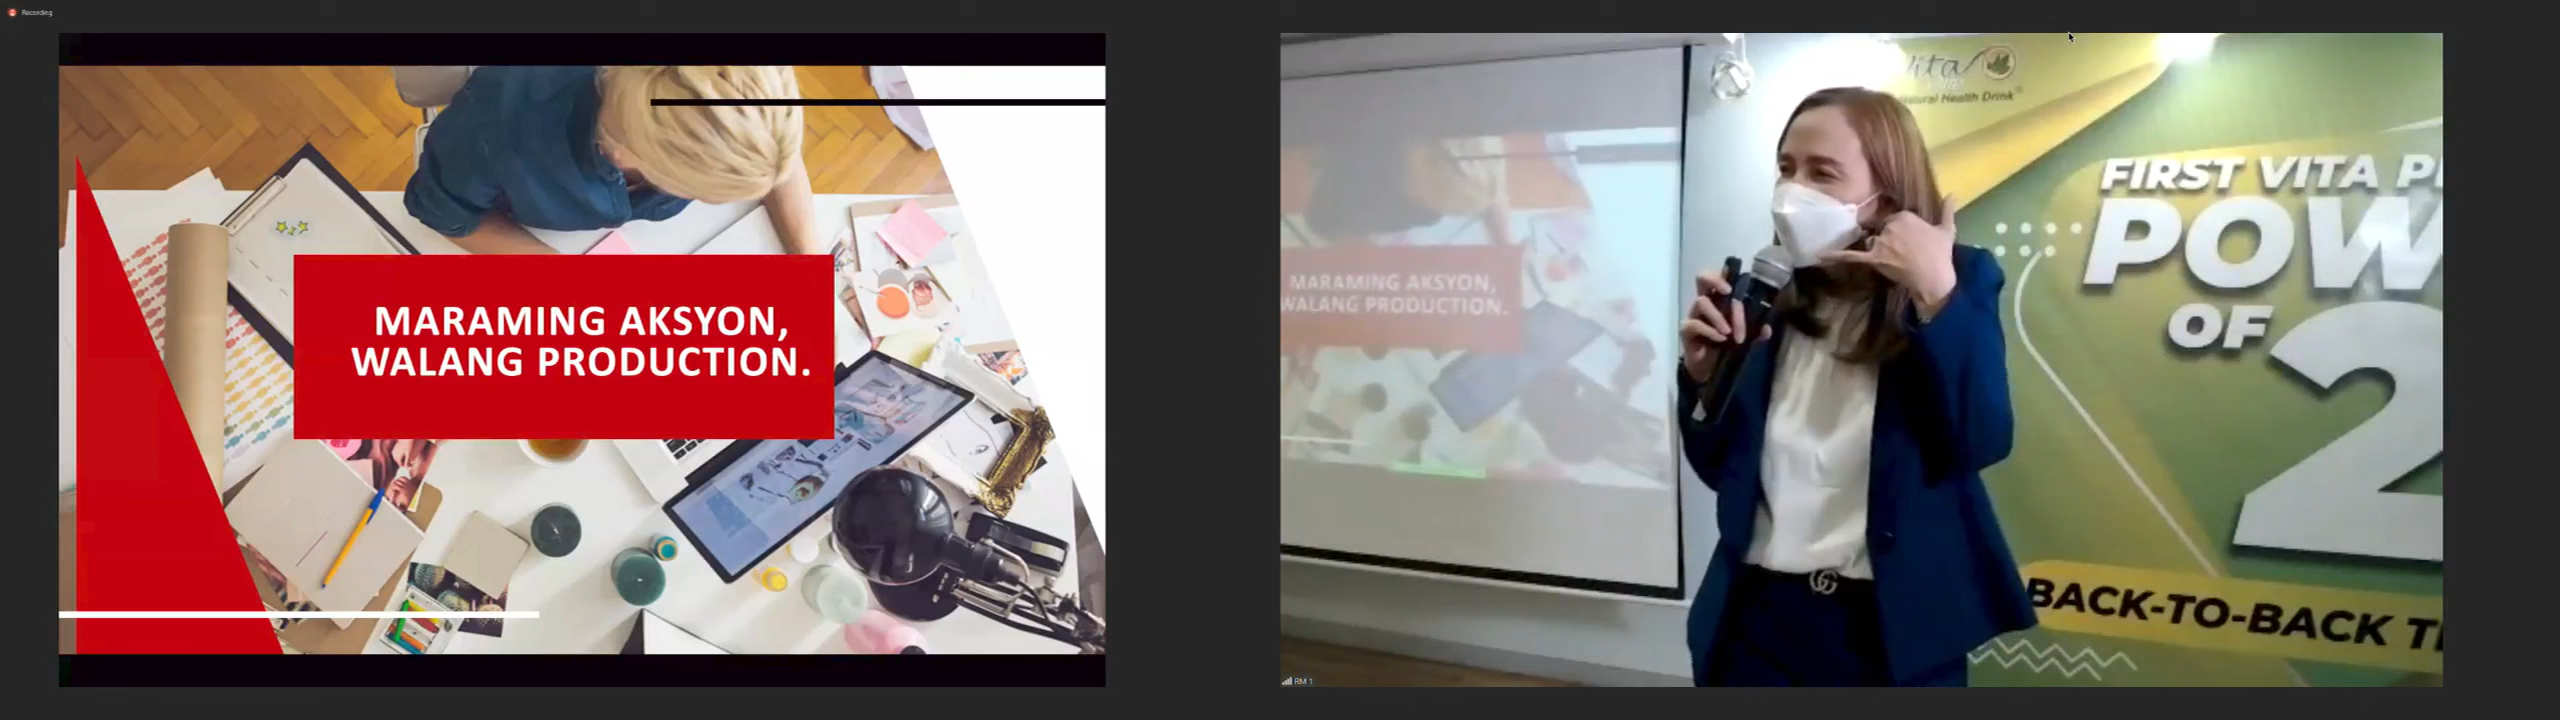 Recording
MARAMING AKSYON,
WALANG PRODUCTION.
MARAMING AKSYON,
WALANG PRODUCTION.
Vita
Health Drink
FIRST VITA
POW
OF
2
BACK-TO-BACK
RM 1